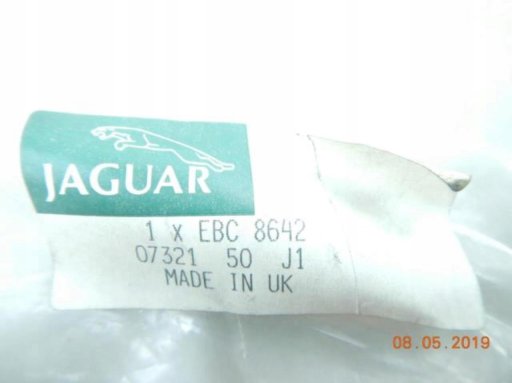 JAGUAR
1 x EBC 8642
07321 50 J1
MADE IN UK
08.05.2019